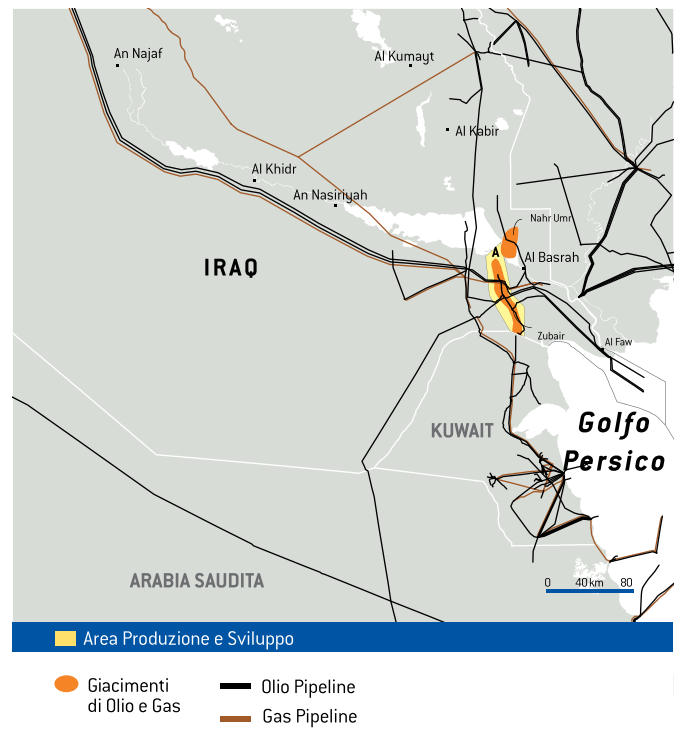 An Najaf
Al Kumayt
Al Kabir
Al Khidr
An Nasiriyah
Nahr Umr
A
Al Basrah
IRAQ
Zubair
Al Faw
KUWAIT
Golfo
Persico
ARABIA SAUDITA
0 40 km 80
Area Produzione e Sviluppo
Giacimenti
di Olio e Gas
Olio Pipeline
Gas Pipeline